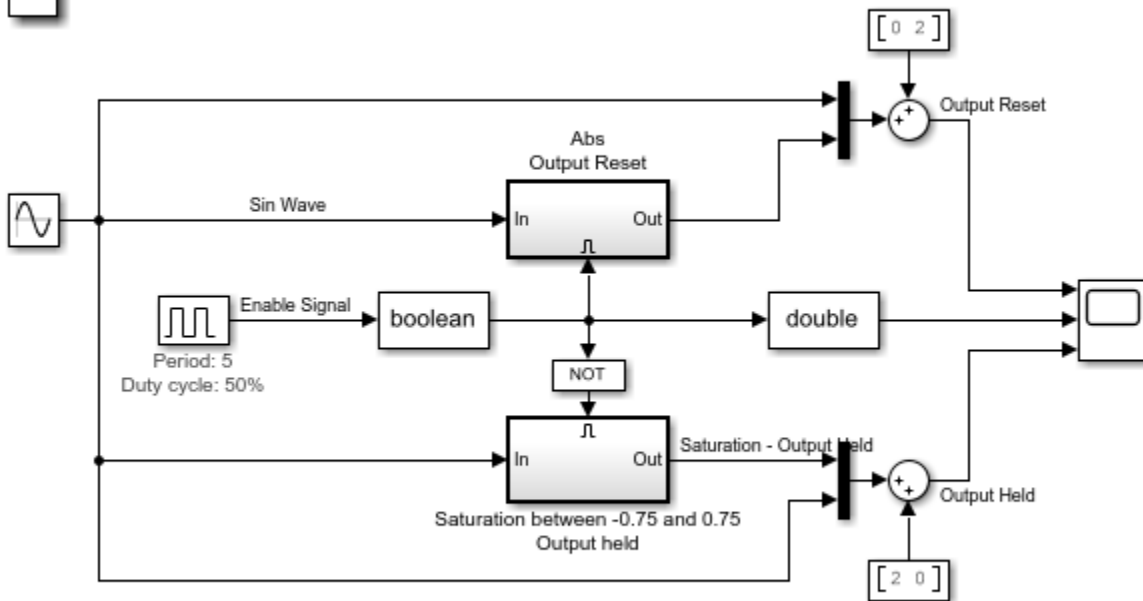 [ 0 2 ]
Output Reset
Abs
Output Reset
Sin Wave
In
Out
Enable Signal
boolean
double
Period: 5
Duty cycle: 50%
NOT
In
Out
Saturation - Output Held
Saturation between -0.75 and 0.75
Output held
Output Held
[ 2 0 ]